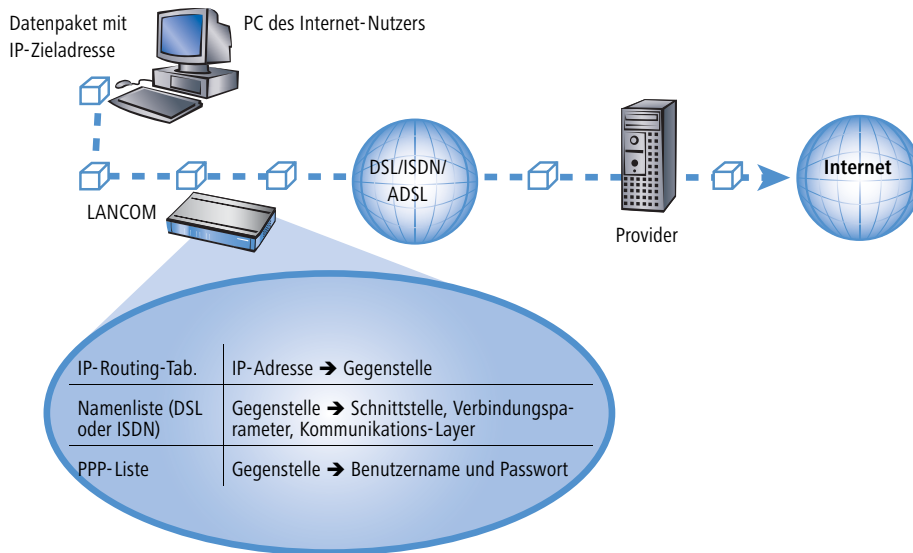 Datenpaket mit
IP-Zieladresse
PC des Internet-Nutzers
LANCOM
DSL/ISDN/
ADSL
Provider
Internet
IP-Routing-Tab.
IP-Adresse ➔ Gegenstelle
Namenliste (DSL
oder ISDN)
Gegenstelle ➔ Schnittstelle, Verbindungspa-
rameter, Kommunikations-Layer
PPP-Liste
Gegenstelle ➔ Benutzername und Passwort